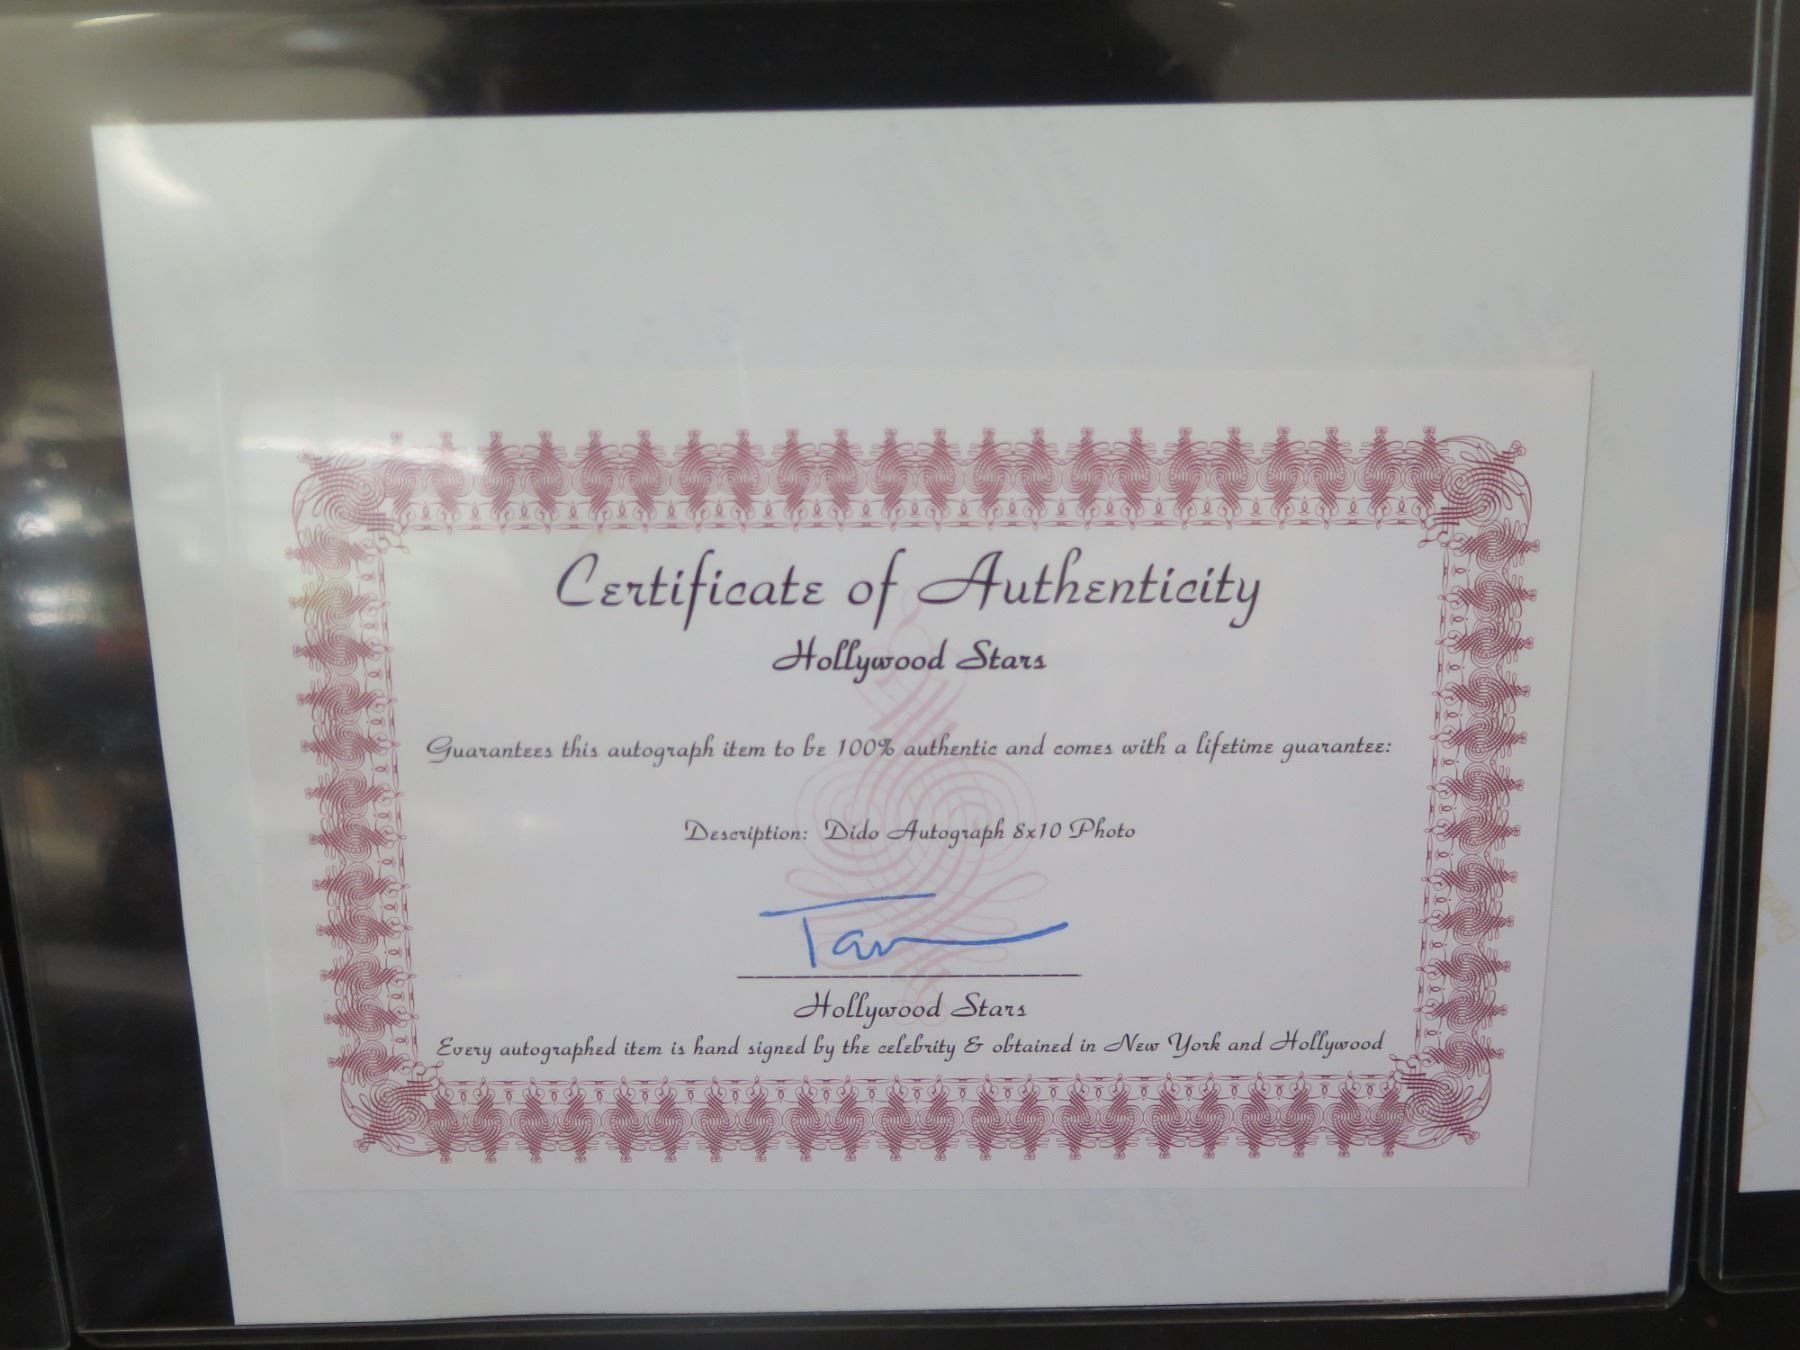 Certificate of Authenticity
Hollywood Stars
Guarantees this autograph item to be 100% authentic and comes with a lifetime guarantee:
Description: Dido Autograph 8x10 Photo
Hollywood Stars
Every autographed item is hand signed by the celebrity & obtained in New York and Hollywood